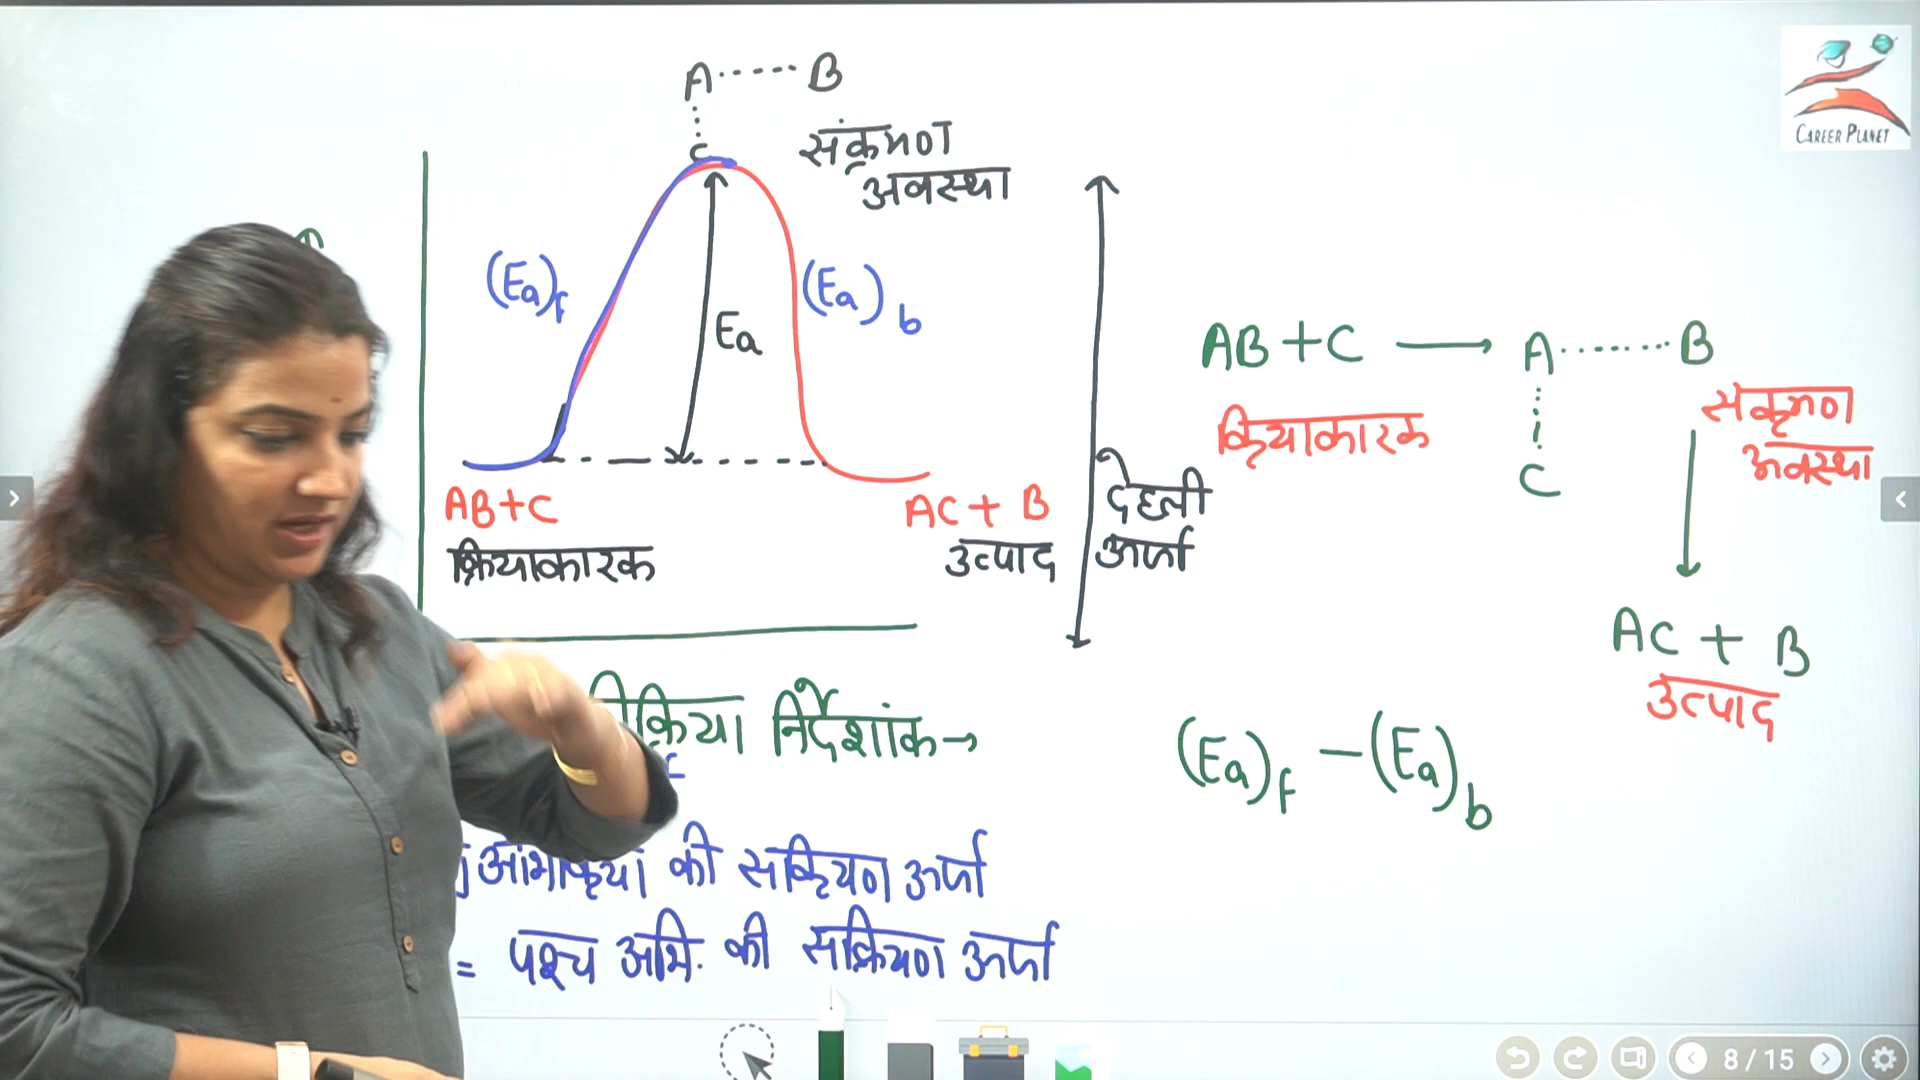 A ...... B
C
संक्रमण
अवस्था
(Ea)f
(Ea)b
Ea
AB+C
क्रियाकारक
AC + B
उत्पाद
देहली
ऊर्जा
निर्देशांक→
की सक्रियण ऊर्जा
= पश्च अभि. की सक्रियण ऊर्जा
AB + C → A ........ B
C
क्रियाकारक
संक्रमण
अवस्था
AC + B
उत्पाद
(Ea)f − (Ea)b
CAREER PLANET
8 / 15